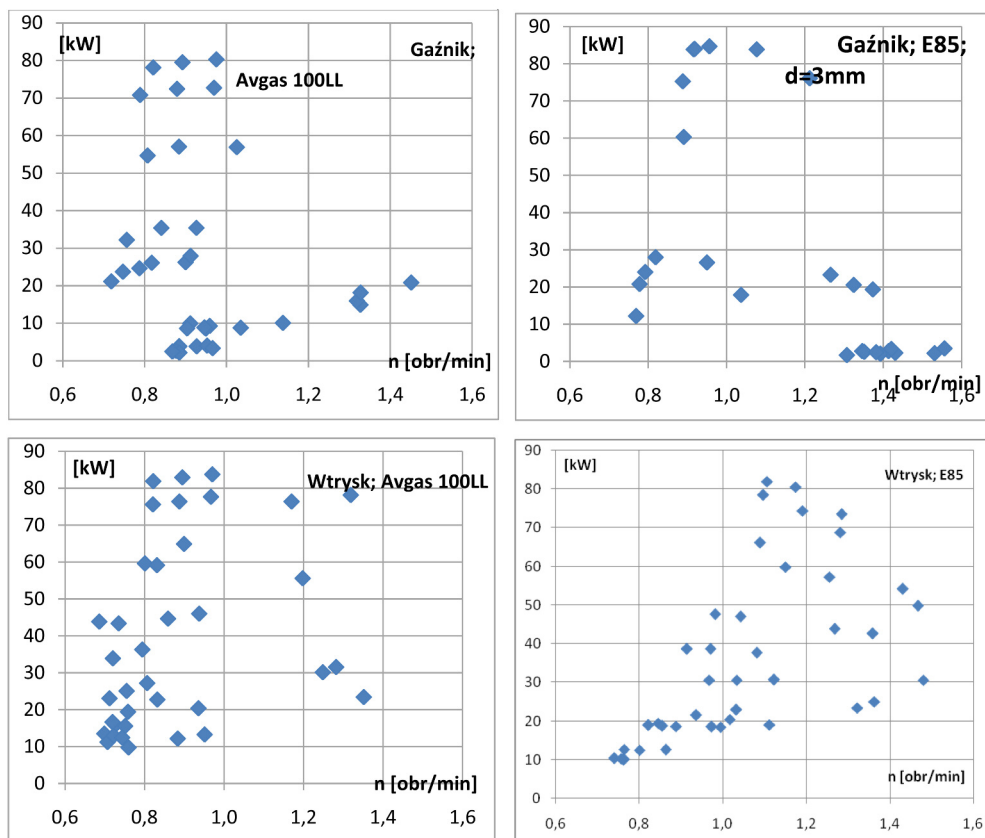 90
80
70
60
50
40
30
20
10
0
[kW]
Gaźnik;
Avgas 100LL
n [obr/min]
0,6 0,8 1,0 1,2 1,4 1,6
90
80
70
60
50
40
30
20
10
0
[kW]
Gaźnik; E85;
d=3mm
n [obr/min]
0,6 0,8 1,0 1,2 1,4 1,6
90
80
70
60
50
40
30
20
10
0
[kW]
Wtrysk; Avgas 100LL
n [obr/min]
0,6 0,8 1,0 1,2 1,4 1,6
90
80
70
60
50
40
30
20
10
0
[kW]
Wtrysk; E85
n [obr/min]
0,6 0,8 1,0 1,2 1,4 1,6